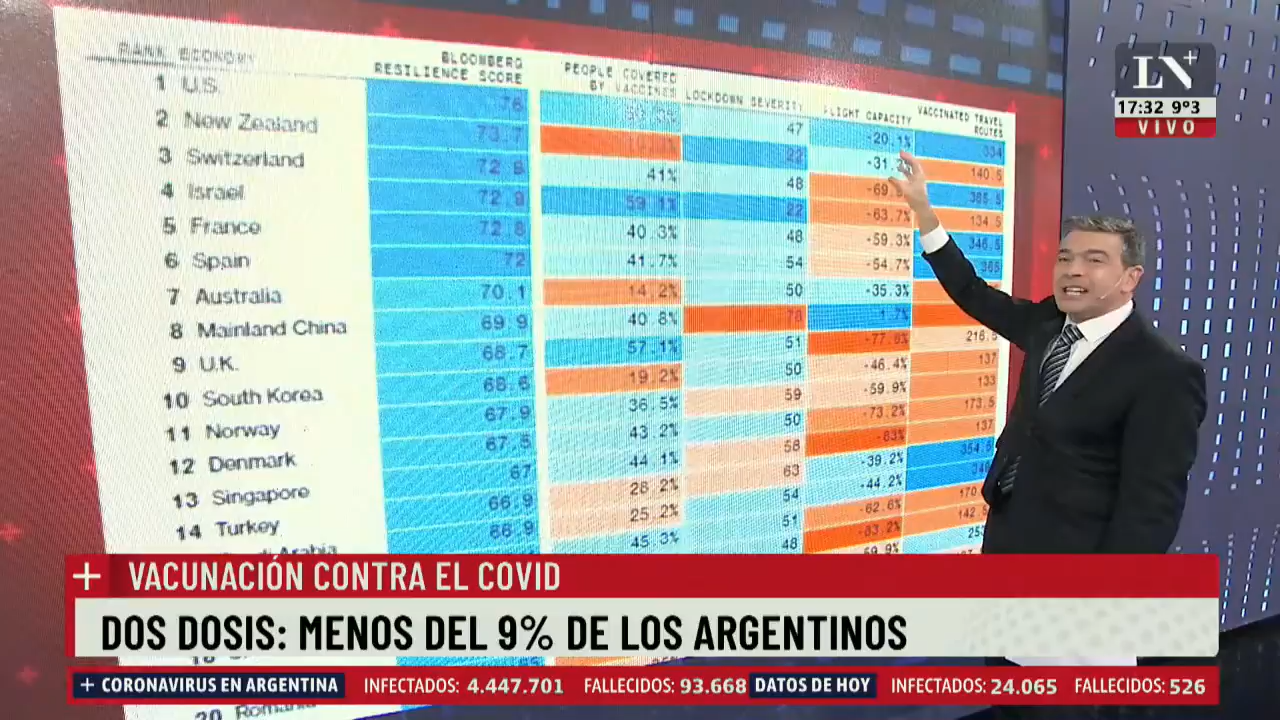 RANK ECONOMY BLOOMBERG RESILIENCE SCORE PEOPLE COVERED BY VACCINES LOCKDOWN SEVERITY FLIGHT CAPACITY VACCINATED TRAVEL ROUTES
1 U.S. 76 47 -20.1% 334
2 New Zealand 73.7 22 140.5
3 Switzerland 72.9 41% 48 385.5
4 Israel 72.9 59.1% 22 -63.7% 134.5
5 France 72.8 40.3% 48 -59.3% 346.5
6 Spain 72 41.7% 54 -54.7% 365
7 Australia 70.1 14.2% 50 -35.3%
8 Mainland China 69.9 40.8% 78 1.7%
9 U.K. 68.7 57.1% 51 -77.8% 216.5
10 South Korea 68.6 19.2% 50 -46.4% 137
11 Norway 67.9 36.5% 59 -59.9% 133
12 Denmark 67.5 43.2% 50 -73.2% 173.5
13 Singapore 67 44.1% 58 -83% 137
14 Turkey 66.9 26.2% 63 -39.2% 354.5
66.9 25.2% 54 -44.2%
45.3% 51 -62.6%
48 -83.2% 142.5
20 Romania
LN+
17:32 9°3
VIVO
+ VACUNACIÓN CONTRA EL COVID
DOS DOSIS: MENOS DEL 9% DE LOS ARGENTINOS
+ CORONAVIRUS EN ARGENTINA INFECTADOS: 4.447.701 FALLECIDOS: 93.668 DATOS DE HOY INFECTADOS: 24.065 FALLECIDOS: 526